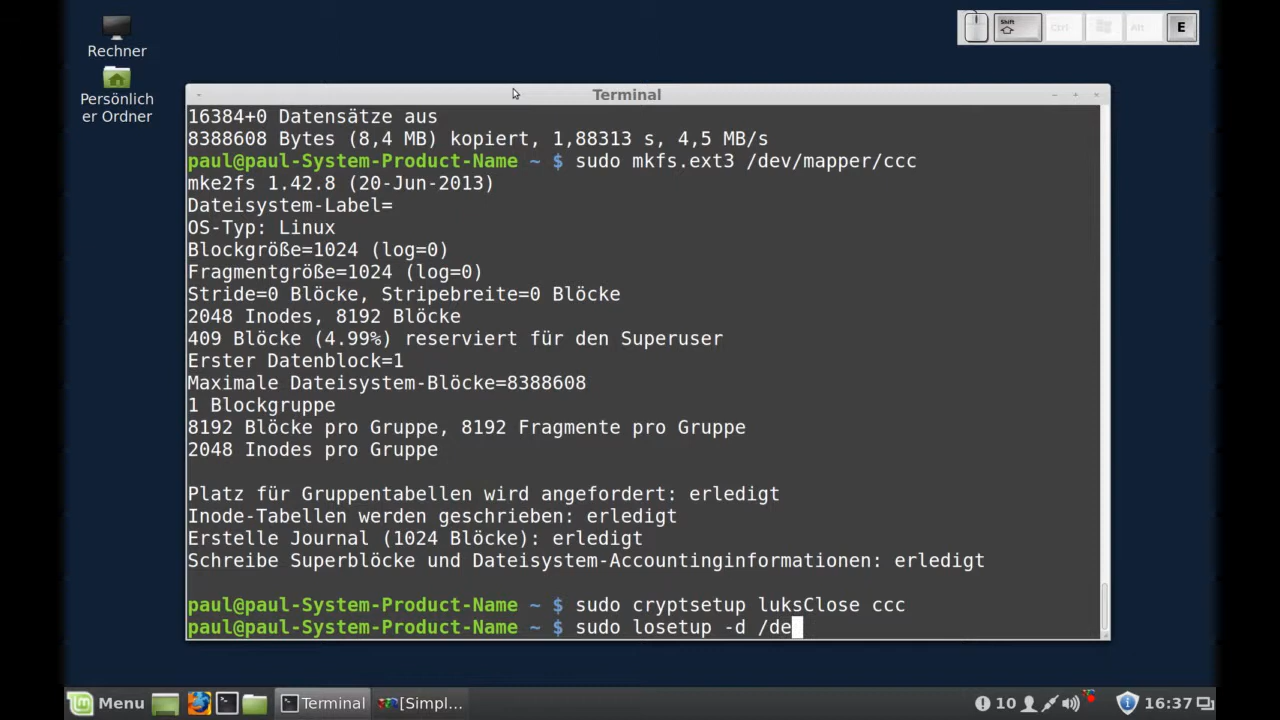 Rechner
Persönlich
er Ordner
Shift
Ctrl
Alt
E
Terminal
16384+0 Datensätze aus
8388608 Bytes (8,4 MB) kopiert, 1,88313 s, 4,5 MB/s
paul@paul-System-Product-Name ~ $ sudo mkfs.ext3 /dev/mapper/ccc
mke2fs 1.42.8 (20-Jun-2013)
Dateisystem-Label=
OS-Typ: Linux
Blockgröße=1024 (log=0)
Fragmentgröße=1024 (log=0)
Stride=0 Blöcke, Stripebreite=0 Blöcke
2048 Inodes, 8192 Blöcke
409 Blöcke (4.99%) reserviert für den Superuser
Erster Datenblock=1
Maximale Dateisystem-Blöcke=8388608
1 Blockgruppe
8192 Blöcke pro Gruppe, 8192 Fragmente pro Gruppe
2048 Inodes pro Gruppe
Platz für Gruppentabellen wird angefordert: erledigt
Inode-Tabellen werden geschrieben: erledigt
Erstelle Journal (1024 Blöcke): erledigt
Schreibe Superblöcke und Dateisystem-Accountinginformationen: erledigt
paul@paul-System-Product-Name ~ $ sudo cryptsetup luksClose ccc
paul@paul-System-Product-Name ~ $ sudo losetup -d /de
Menu
Terminal
[Simpl...
10
16:37